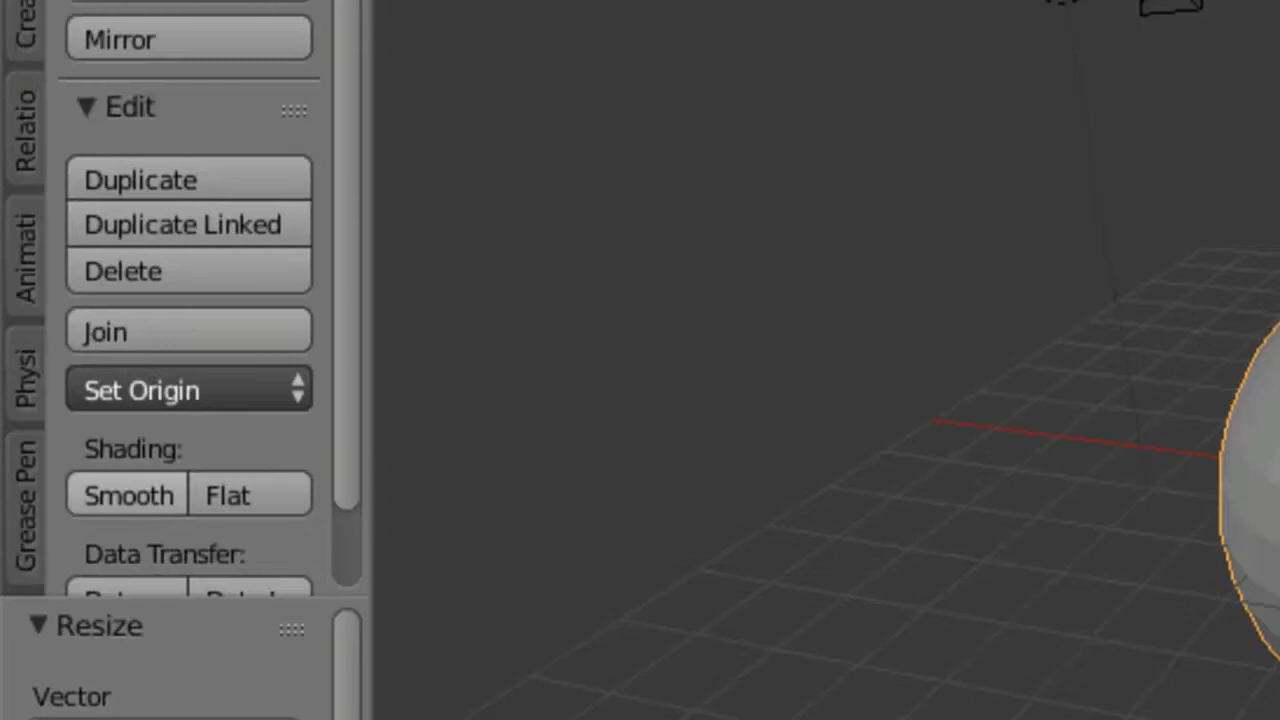 Crea
Mirror
Relatio
Edit
Duplicate
Duplicate Linked
Animati
Delete
Join
Physi
Set Origin
Shading:
Smooth Flat
Grease Pen
Data Transfer:
Resize
Vector